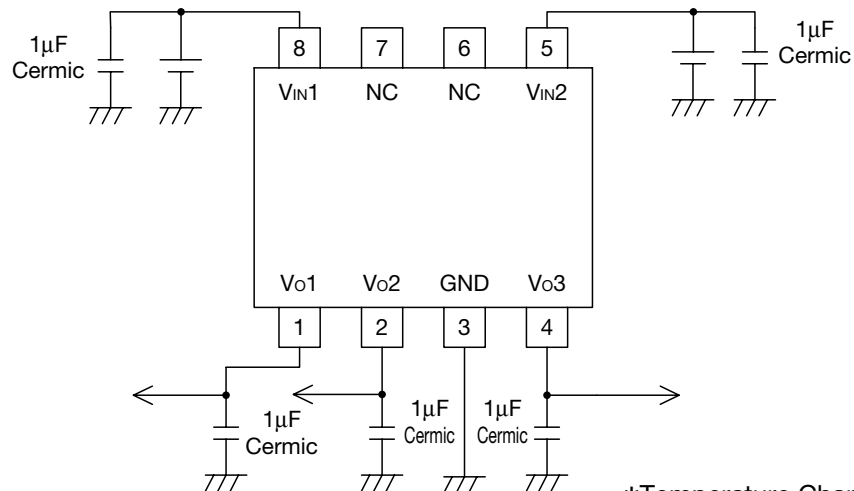 1μF
Cermic
8
7
6
5
1μF
Cermic
VIN1
NC
NC
VIN2
VO1
VO2
GND
VO3
1
2
3
4
1μF
Cermic
1μF
Cermic
1μF
Cermic